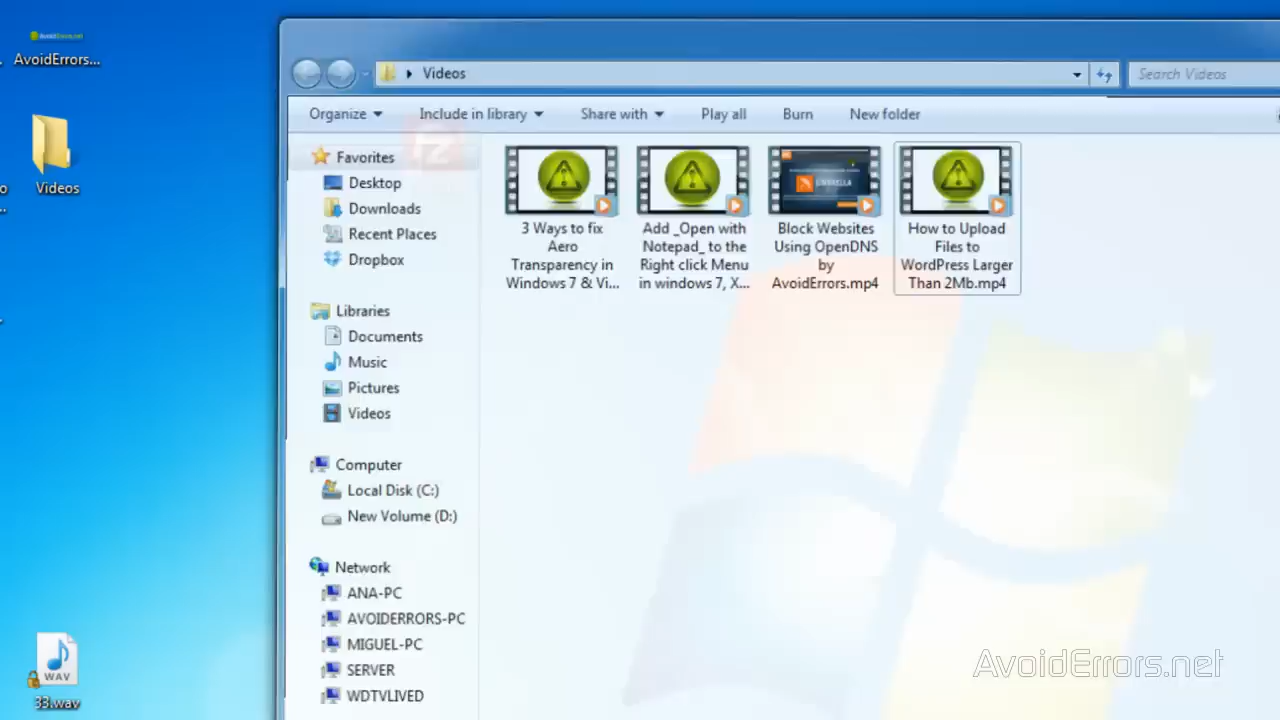 AvoidErrors...
Videos
33.wav
WAV
Videos
Search Videos
Organize
Include in library
Share with
Play all
Burn
New folder
Favorites
Desktop
Downloads
Recent Places
Dropbox
Libraries
Documents
Music
Pictures
Videos
Computer
Local Disk (C:)
New Volume (D:)
Network
ANA-PC
AVOIDERRORS-PC
MIGUEL-PC
SERVER
WDTVLIVED
3 Ways to fix
Aero
Transparency in
Windows 7 & Vi...
Add _Open with
Notepad_ to the
Right click Menu
in windows 7, X...
Block Websites
Using OpenDNS
by
AvoidErrors.mp4
How to Upload
Files to
WordPress Larger
Than 2Mb.mp4
AvoidErrors.net